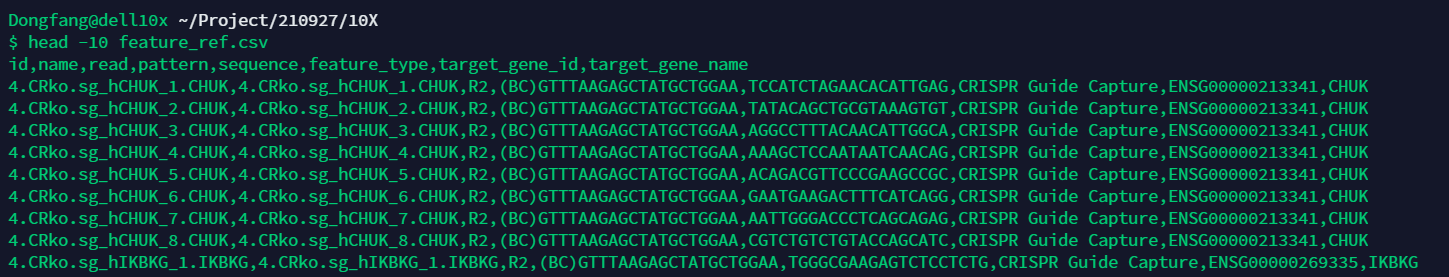 Dongfang@dell10x ~/Project/210927/10X
$ head -10 feature_ref.csv
id,name,read,pattern,sequence,feature_type,target_gene_id,target_gene_name
4.CRko.sg_hCHUK_1.CHUK,4.CRko.sg_hCHUK_1.CHUK,R2,(BC)GTTTAAGAGCTATGCTGGAA,TCCATCTAGAACACATTGAG,CRISPR Guide Capture,ENSG00000213341,CHUK
4.CRko.sg_hCHUK_2.CHUK,4.CRko.sg_hCHUK_2.CHUK,R2,(BC)GTTTAAGAGCTATGCTGGAA,TATACAGCTGCGTAAAGTGT,CRISPR Guide Capture,ENSG00000213341,CHUK
4.CRko.sg_hCHUK_3.CHUK,4.CRko.sg_hCHUK_3.CHUK,R2,(BC)GTTTAAGAGCTATGCTGGAA,AGGCCTTTACAACATTGGCA,CRISPR Guide Capture,ENSG00000213341,CHUK
4.CRko.sg_hCHUK_4.CHUK,4.CRko.sg_hCHUK_4.CHUK,R2,(BC)GTTTAAGAGCTATGCTGGAA,AAAGCTCCAATAATCAACAG,CRISPR Guide Capture,ENSG00000213341,CHUK
4.CRko.sg_hCHUK_5.CHUK,4.CRko.sg_hCHUK_5.CHUK,R2,(BC)GTTTAAGAGCTATGCTGGAA,ACAGACGTTCCCGAAGCCGC,CRISPR Guide Capture,ENSG00000213341,CHUK
4.CRko.sg_hCHUK_6.CHUK,4.CRko.sg_hCHUK_6.CHUK,R2,(BC)GTTTAAGAGCTATGCTGGAA,GAATGAAGACTTTCATCAGG,CRISPR Guide Capture,ENSG00000213341,CHUK
4.CRko.sg_hCHUK_7.CHUK,4.CRko.sg_hCHUK_7.CHUK,R2,(BC)GTTTAAGAGCTATGCTGGAA,AATTGGGACCCTCAGCAGAG,CRISPR Guide Capture,ENSG00000213341,CHUK
4.CRko.sg_hCHUK_8.CHUK,4.CRko.sg_hCHUK_8.CHUK,R2,(BC)GTTTAAGAGCTATGCTGGAA,CGTCTGTCTGTACCAGCATC,CRISPR Guide Capture,ENSG00000213341,CHUK
4.CRko.sg_hIKBKG_1.IKBKG,4.CRko.sg_hIKBKG_1.IKBKG,R2,(BC)GTTTAAGAGCTATGCTGGAA,TGGGCGAAGAGTCTCCTCTG,CRISPR Guide Capture,ENSG00000269335,IKBKG